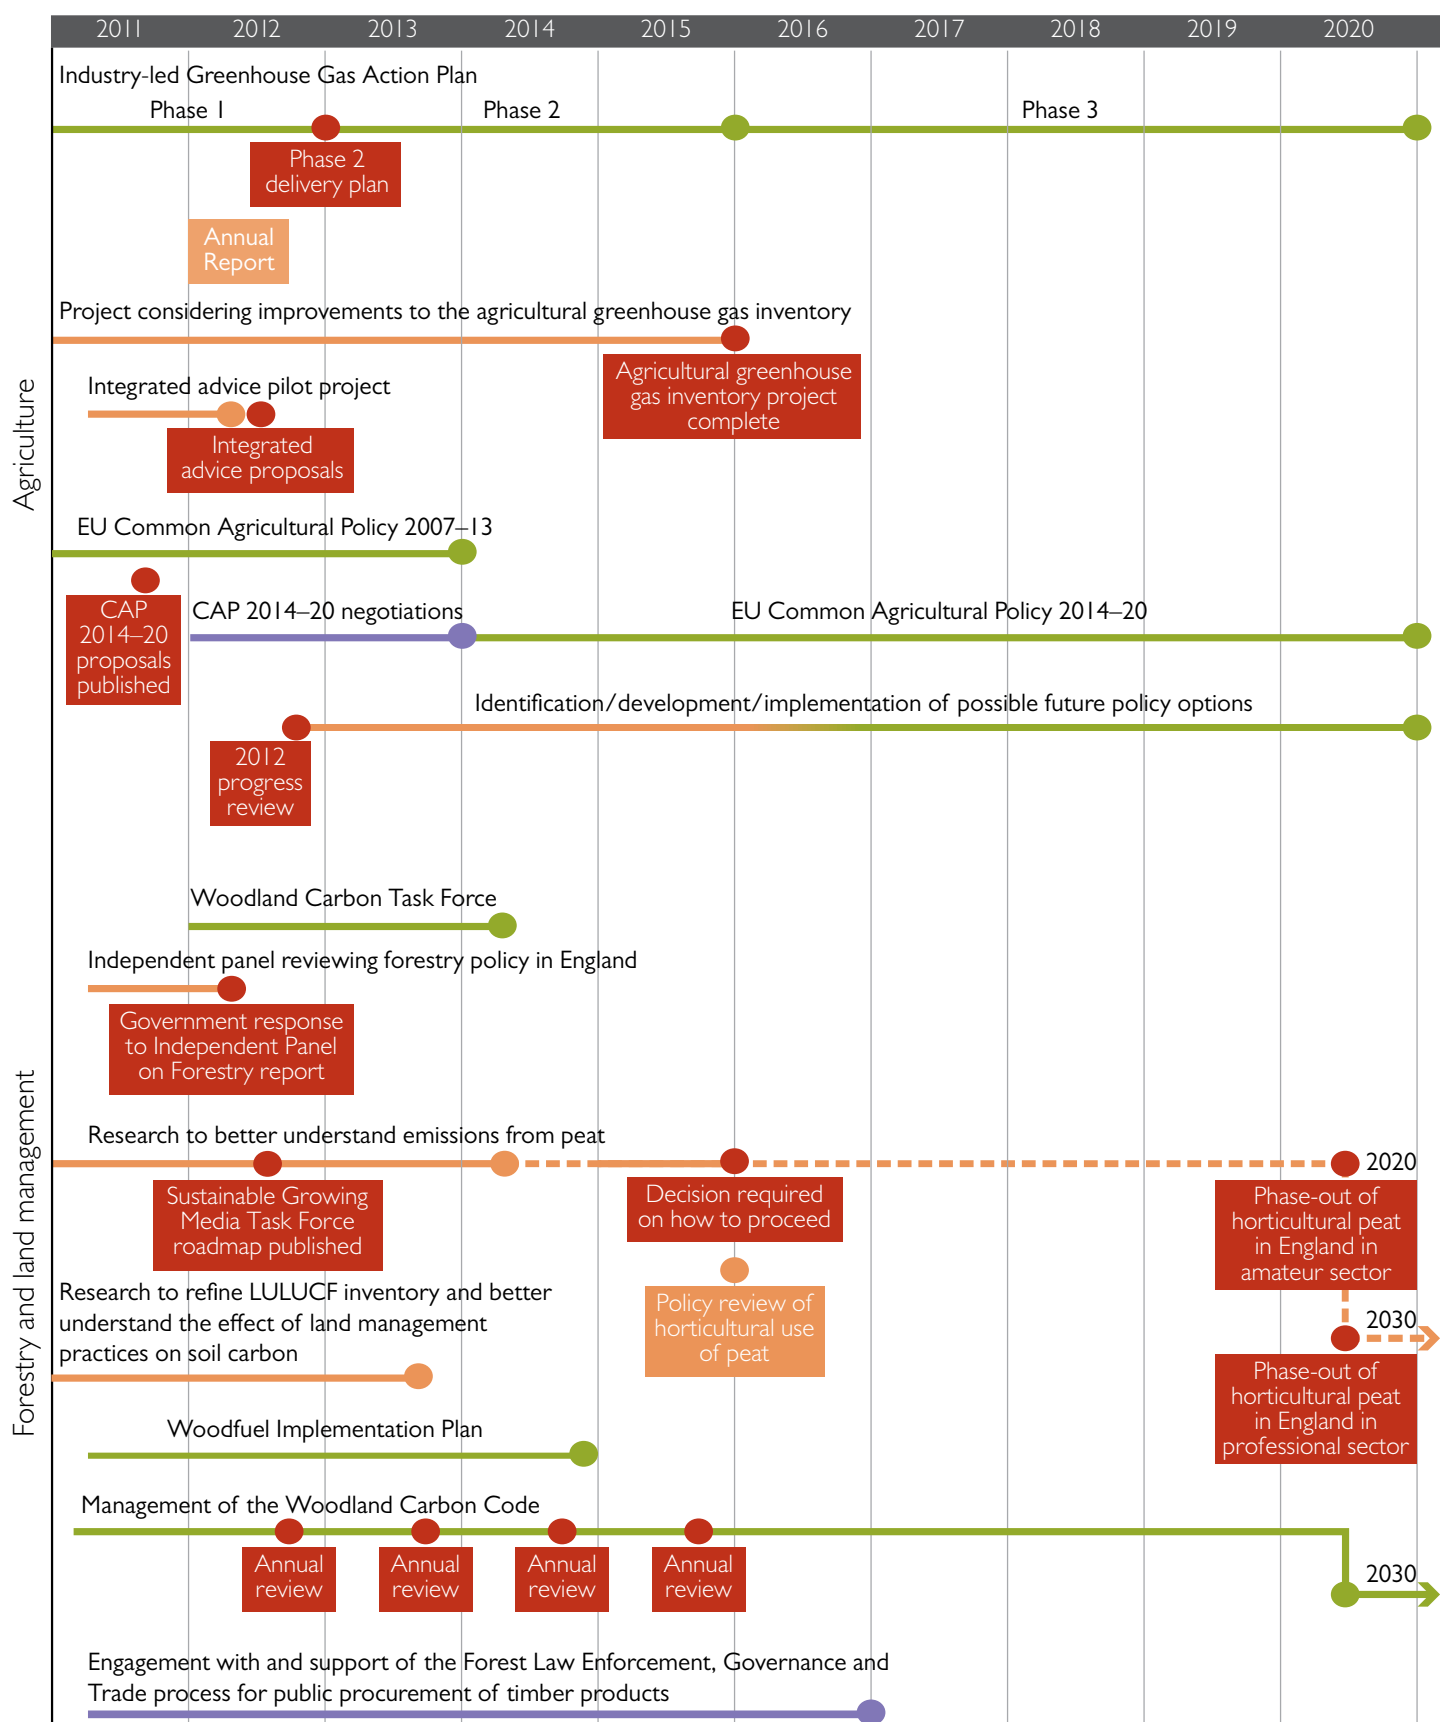 2011 2012 2013 2014 2015 2016 2017 2018 2019 2020
Agriculture
Industry-led Greenhouse Gas Action Plan
Phase 1 Phase 2 Phase 3
Phase 2
delivery plan
Annual
Report
Project considering improvements to the agricultural greenhouse gas inventory
Agricultural greenhouse
gas inventory project
complete
Integrated advice pilot project
Integrated
advice proposals
EU Common Agricultural Policy 2007–13
CAP
2014–20
proposals
published
CAP 2014–20 negotiations
EU Common Agricultural Policy 2014–20
Identification/development/implementation of possible future policy options
2012
progress
review
Forestry and land management
Woodland Carbon Task Force
Independent panel reviewing forestry policy in England
Government response
to Independent Panel
on Forestry report
Research to better understand emissions from peat
2020
Sustainable Growing
Media Task Force
roadmap published
Decision required
on how to proceed
Phase-out of
horticultural peat
in England in
amateur sector
Policy review of
horticultural use
of peat
2030
Phase-out of
horticultural peat
in England in
professional sector
Research to refine LULUCF inventory and better
understand the effect of land management
practices on soil carbon
Woodfuel Implementation Plan
Management of the Woodland Carbon Code
Annual
review
Annual
review
Annual
review
Annual
review
2030
Engagement with and support of the Forest Law Enforcement, Governance and
Trade process for public procurement of timber products